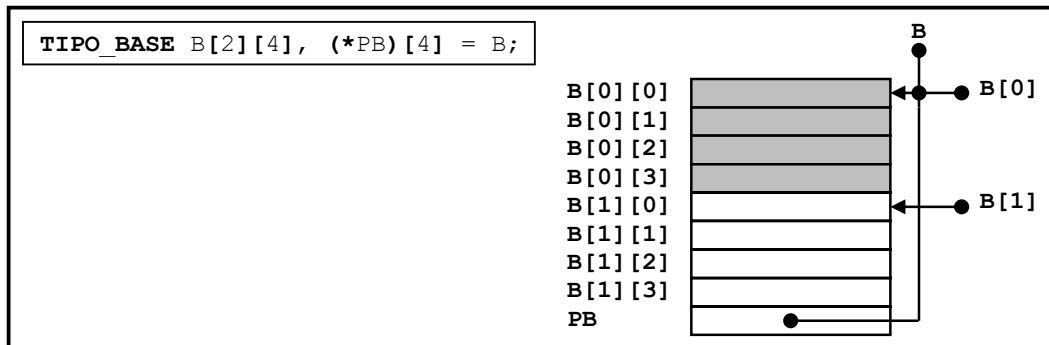 TIPO_BASE B[2][4], (*PB)[4] = B;
B
B[0][0] B[0]
B[0][1]
B[0][2]
B[0][3]
B[1][0] B[1]
B[1][1]
B[1][2]
B[1][3]
PB